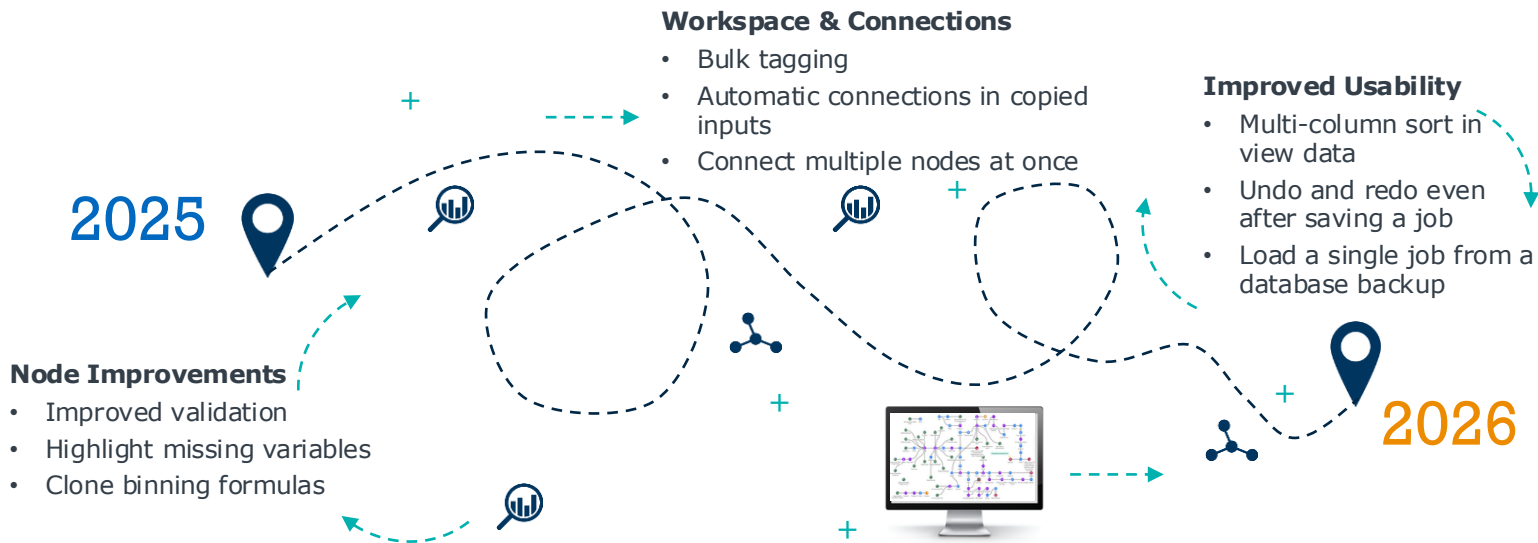 Workspace & Connections
• Bulk tagging
• Automatic connections in copied
inputs
• Connect multiple nodes at once
Improved Usability
• Multi-column sort in
view data
• Undo and redo even
after saving a job
• Load a single job from a
database backup
2025
Node Improvements
• Improved validation
• Highlight missing variables
• Clone binning formulas
2026